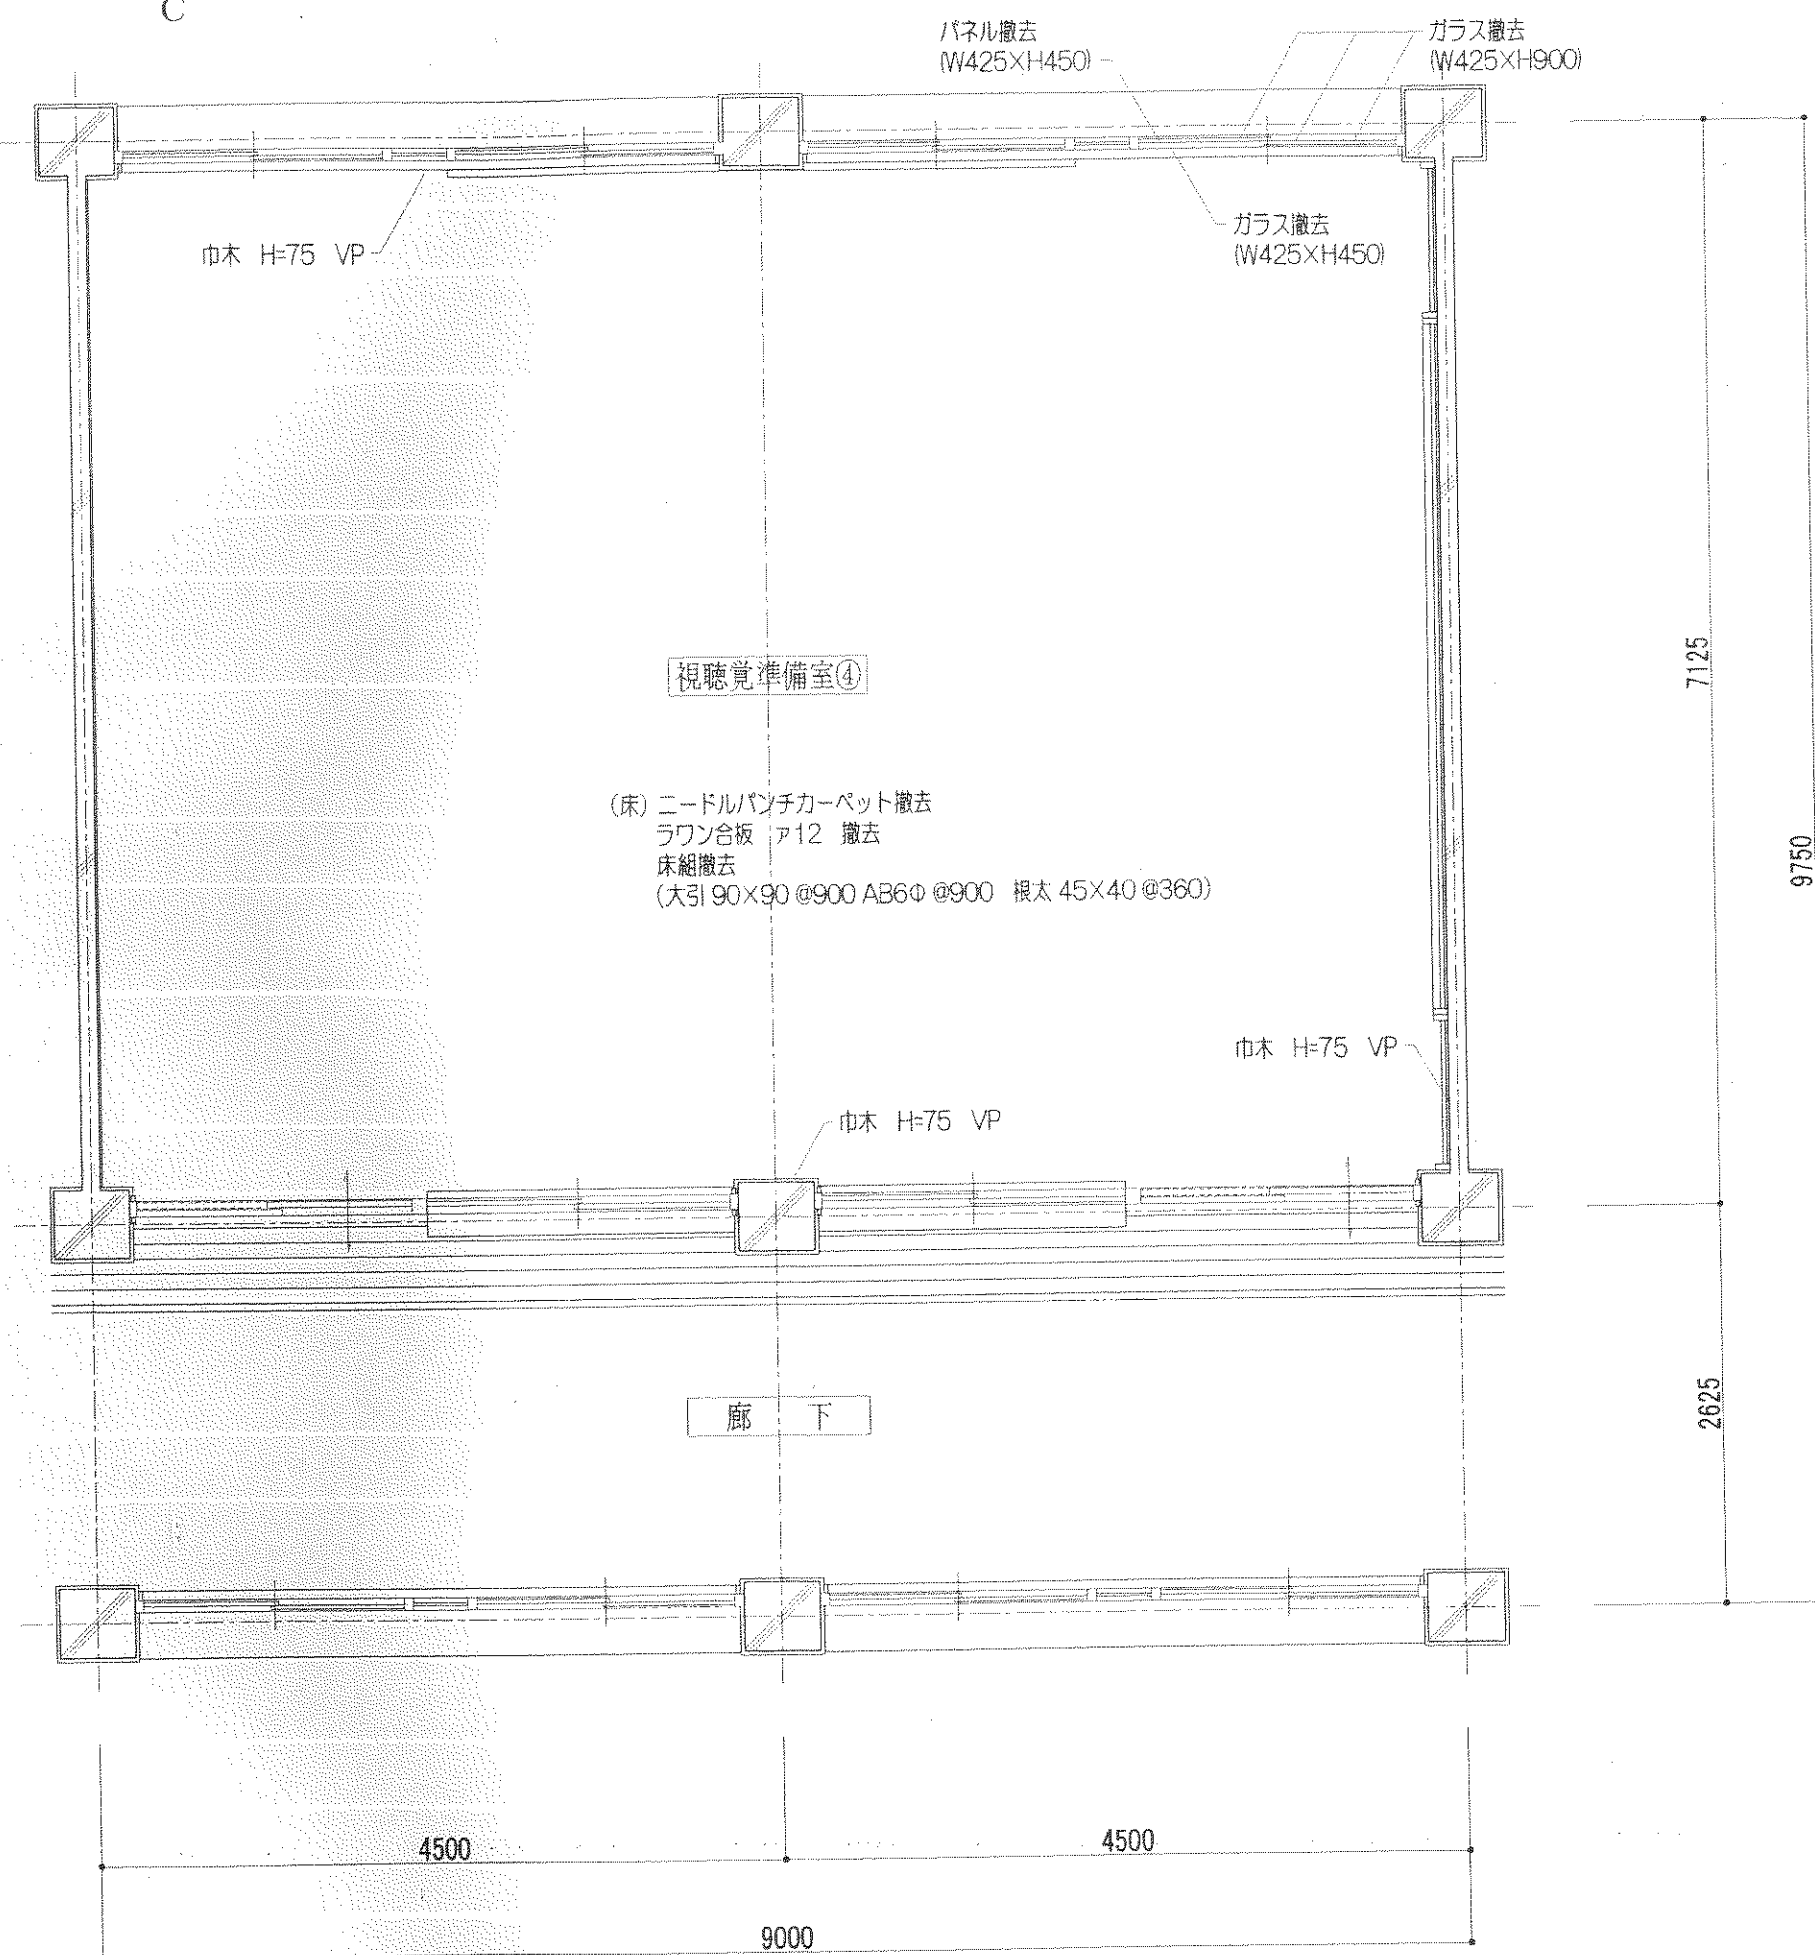 C
パネル撤去
(W425×H450)
ガラス撤去
(W425×H900)
ガラス撤去
(W425×H450)
巾木 H=75 VP
7125
9750
視聴覚準備室④
(床) ニードルパンチカーペット撤去
ラワン合板 ア12 撤去
床組撤去
(大引 90×90 @900 AB6Φ @900 根太 45×40 @360)
巾木 H=75 VP
巾木 H=75 VP
2625
廊 下
4500
4500
9000